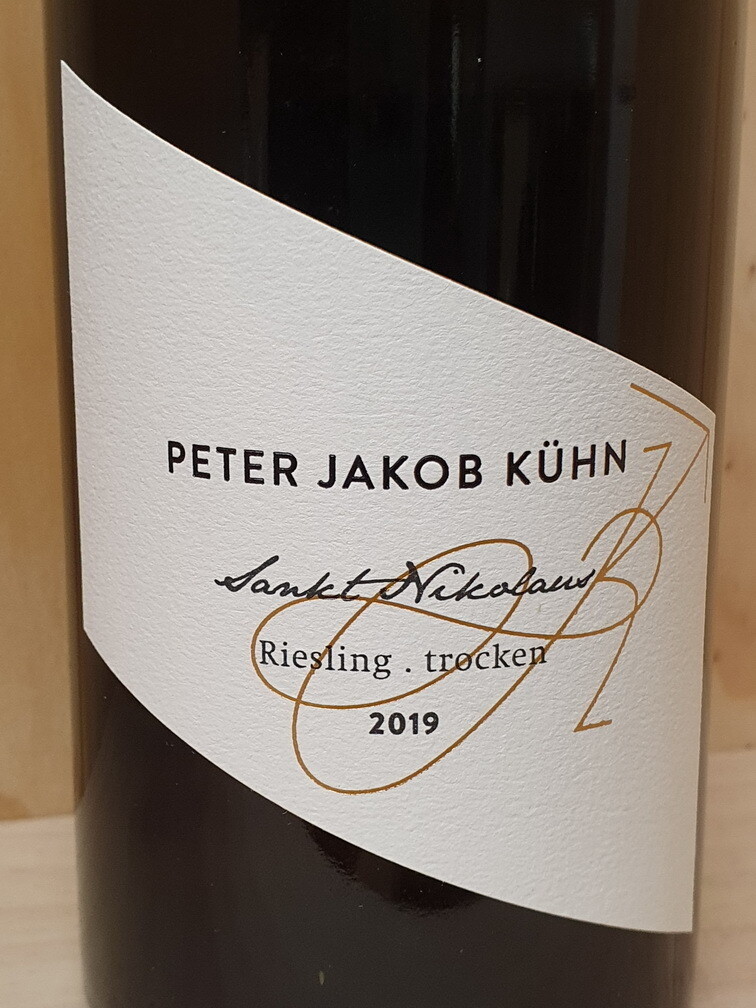 PETER JAKOB KÜHN
Sankt Nikolaus
Riesling . trocken
2019